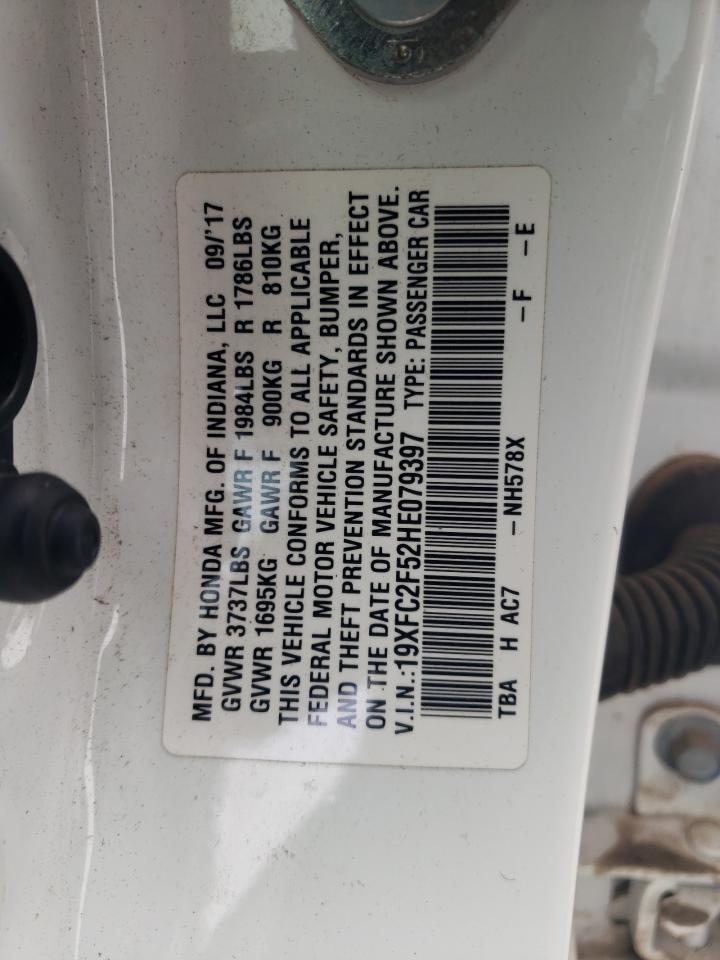 MFD. BY HONDA MFG. OF INDIANA, LLC 09/'17
GVWR 3737LBS GAWR F 1984LBS R 1786LBS
GVWR 1695KG GAWR F 900KG R 810KG
THIS VEHICLE CONFORMS TO ALL APPLICABLE
FEDERAL MOTOR VEHICLE SAFETY, BUMPER,
AND THEFT PREVENTION STANDARDS IN EFFECT
ON THE DATE OF MANUFACTURE SHOWN ABOVE.
V.I.N.:19XFC2F52HE079397 TYPE: PASSENGER CAR
TBA H AC7 -NH578X -F -E